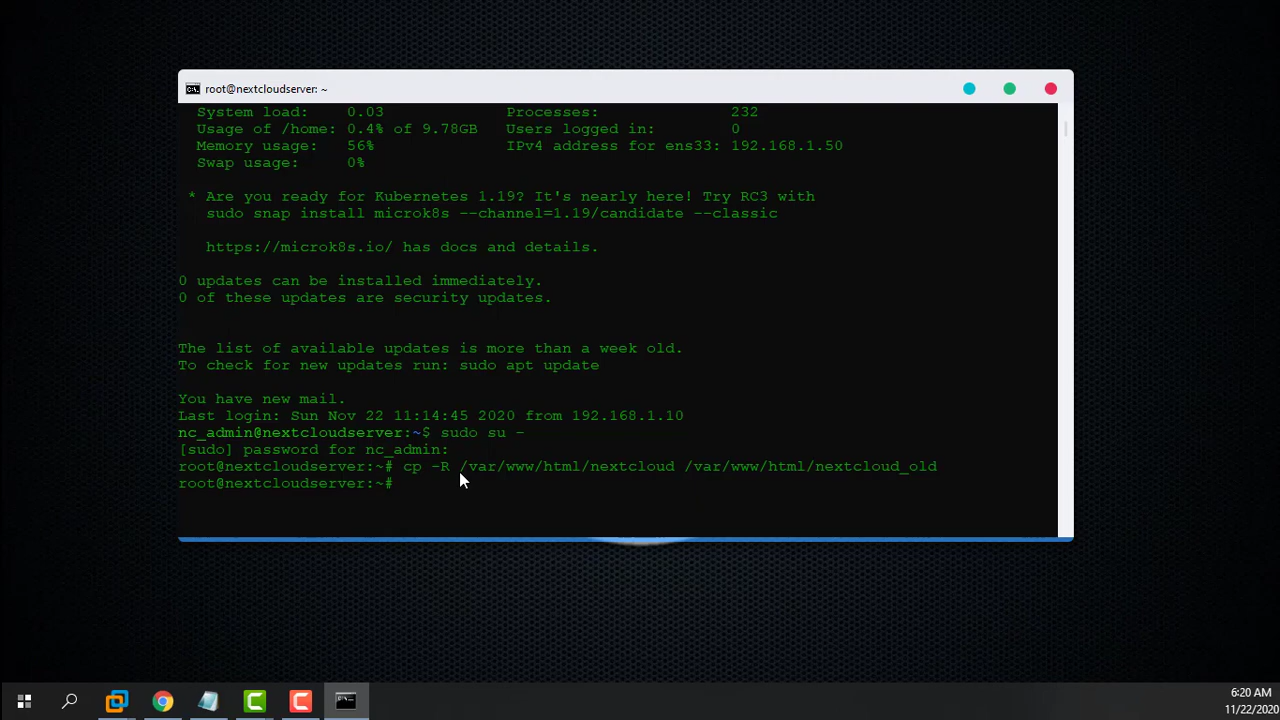 root@nextcloudserver: ~
System load: 0.03 Processes: 232
Usage of /home: 0.4% of 9.78GB Users logged in: 0
Memory usage: 56% IPv4 address for ens33: 192.168.1.50
Swap usage: 0%
* Are you ready for Kubernetes 1.19? It's nearly here! Try RC3 with
sudo snap install microk8s --channel=1.19/candidate --classic
https://microk8s.io/ has docs and details.
0 updates can be installed immediately.
0 of these updates are security updates.
The list of available updates is more than a week old.
To check for new updates run: sudo apt update
You have new mail.
Last login: Sun Nov 22 11:14:45 2020 from 192.168.1.10
nc_admin@nextcloudserver:~$ sudo su -
[sudo] password for nc_admin:
root@nextcloudserver:~# cp -R /var/www/html/nextcloud /var/www/html/nextcloud_old
root@nextcloudserver:~#
6:20 AM
11/22/2020